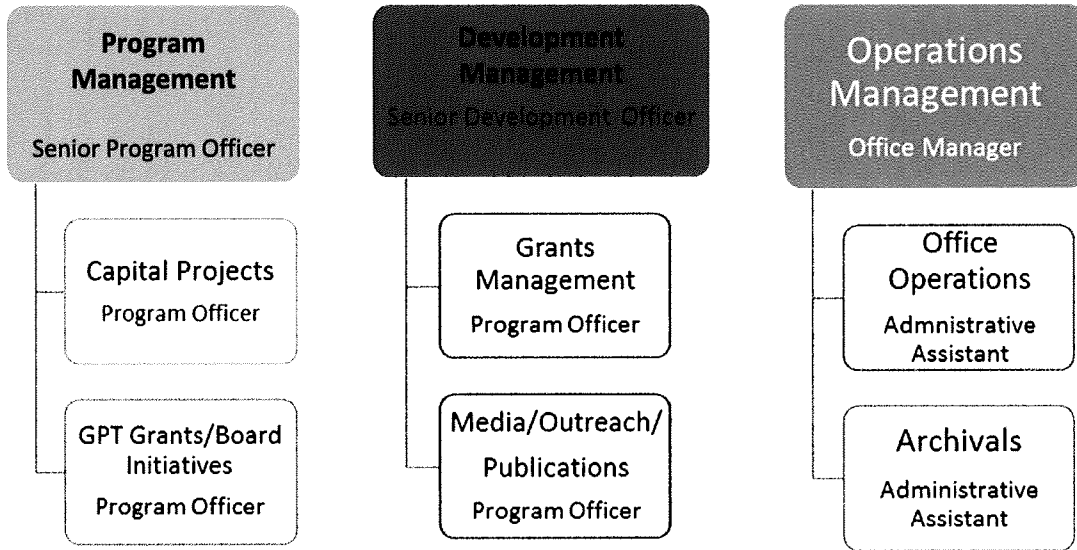 Program
Management
Senior Program Officer
Capital Projects
Program Officer
GPT Grants/Board
Initiatives
Program Officer
Development
Management
Senior Development Officer
Grants
Management
Program Officer
Media/Outreach/
Publications
Program Officer
Operations
Management
Office Manager
Office
Operations
Admnistrative
Assistant
Archivals
Administrative
Assistant